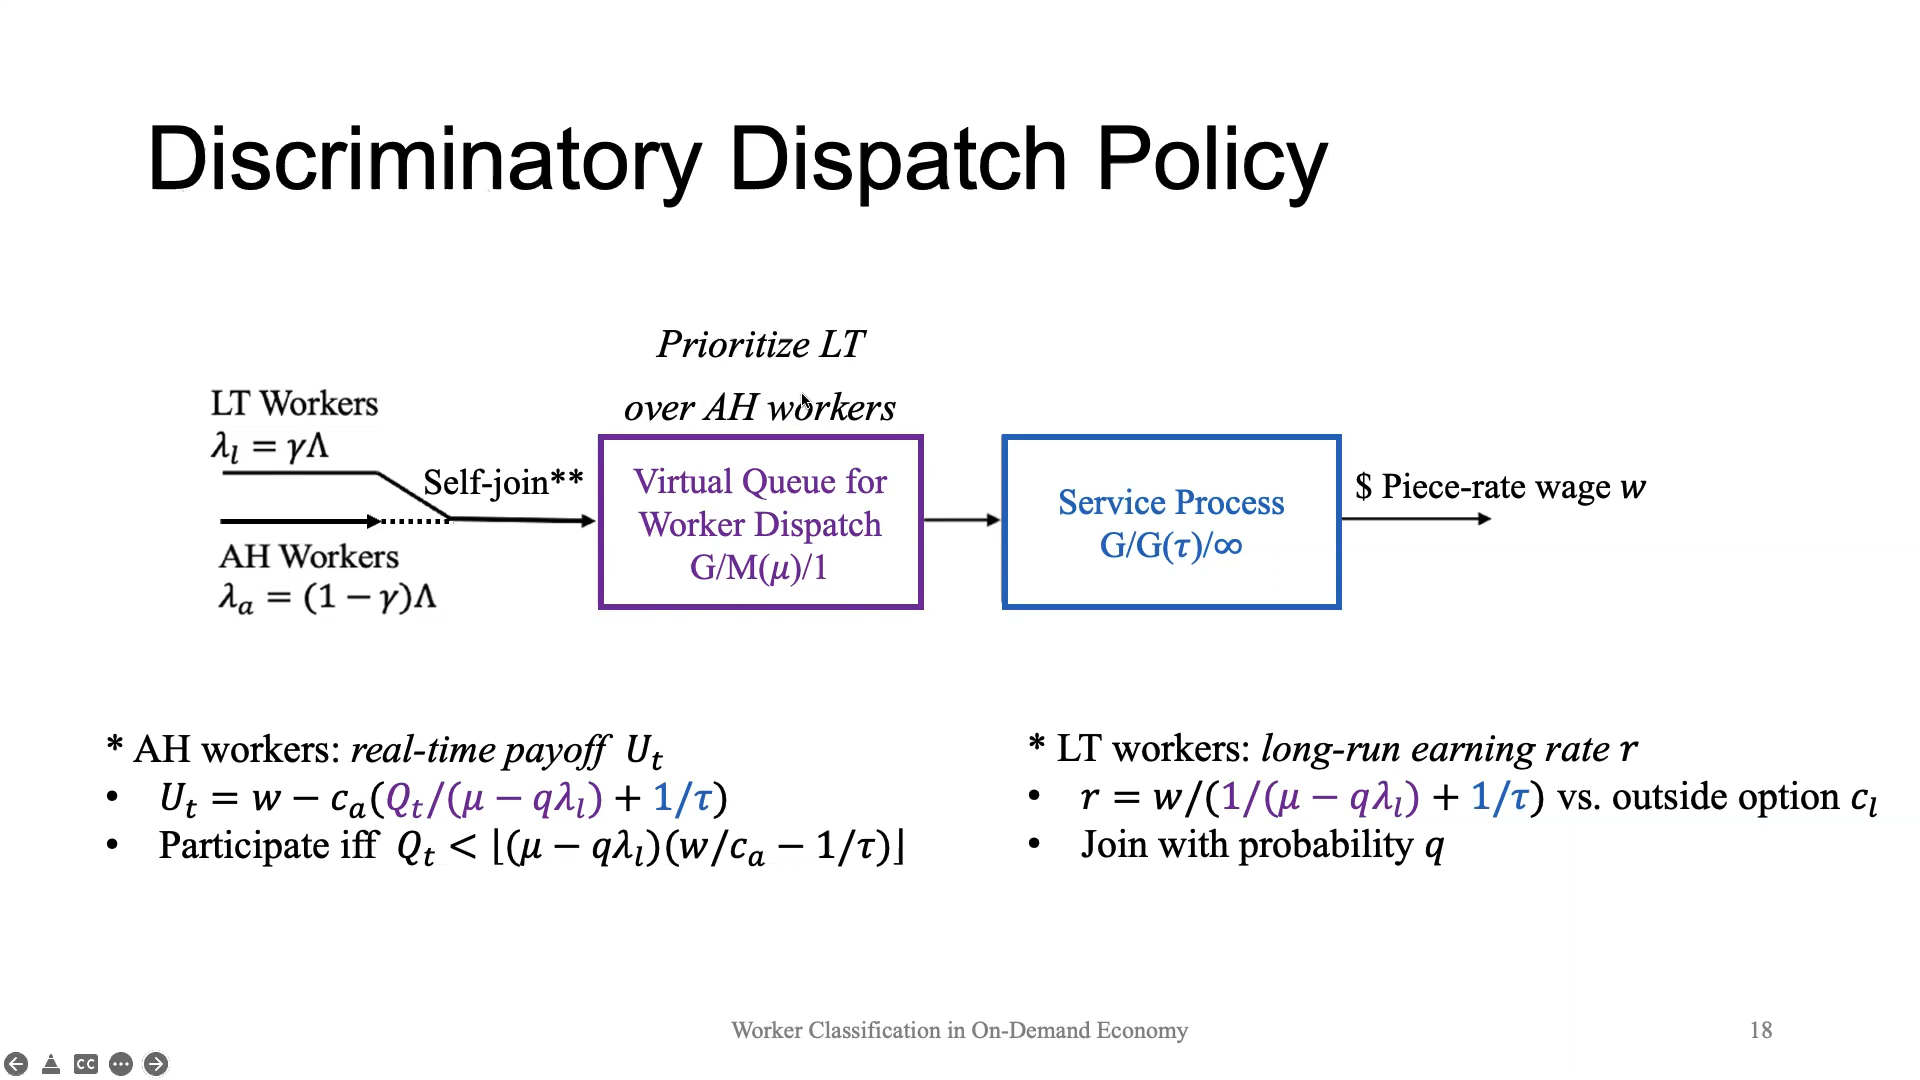 Discriminatory Dispatch Policy
Prioritize LT
over AH workers
LT Workers
λ_l = γΛ
Self-join**
AH Workers
λ_a = (1 − γ)Λ
Virtual Queue for
Worker Dispatch
G/M(μ)/1
Service Process
G/G(τ)/∞
$ Piece-rate wage w
* AH workers: real-time payoff U_t
• U_t = w − c_a(Q_t/(μ − qλ_l) + 1/τ)
• Participate iff Q_t < ⌊(μ − qλ_l)(w/c_a − 1/τ)⌋
* LT workers: long-run earning rate r
• r = w/(1/(μ − qλ_l) + 1/τ) vs. outside option c_l
• Join with probability q
Worker Classification in On-Demand Economy
18
CC